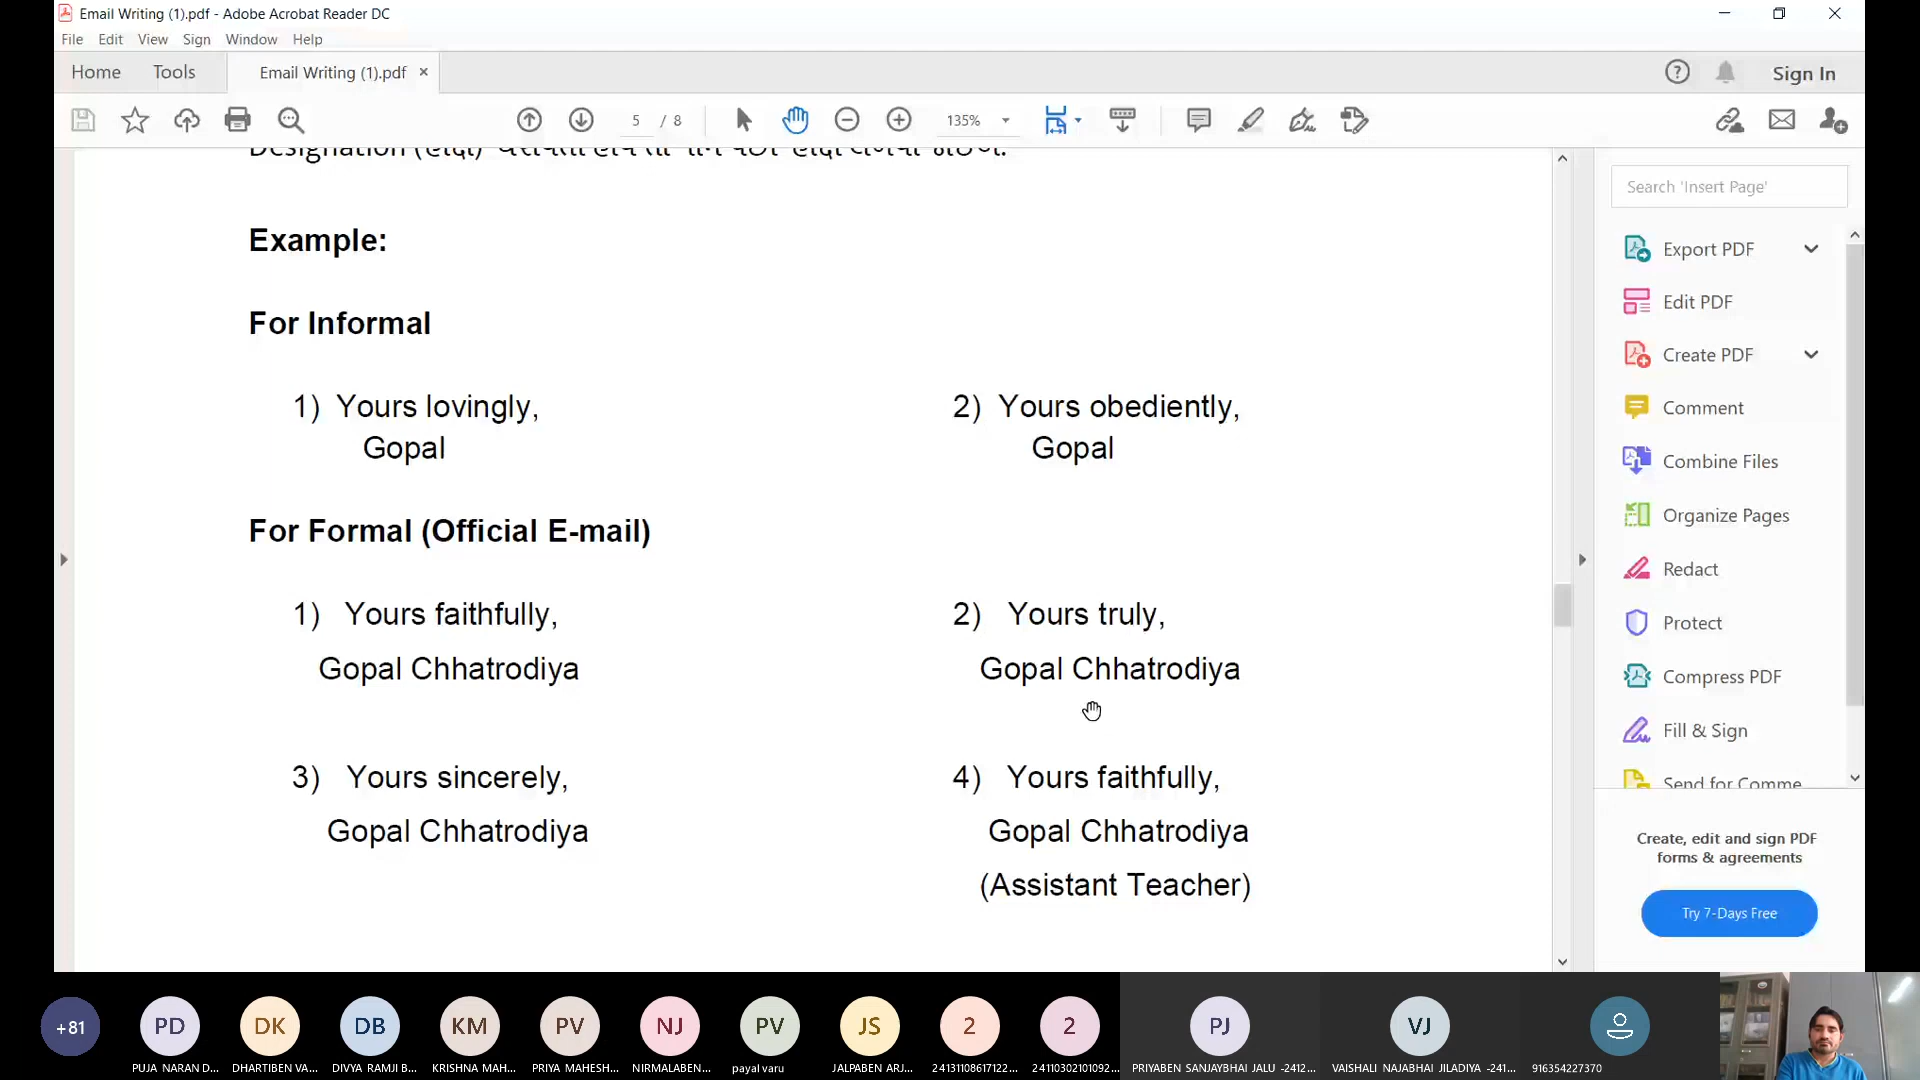 Email Writing (1).pdf - Adobe Acrobat Reader DC
File Edit View Sign Window Help
Home Tools Email Writing (1).pdf × Sign In
5 / 8 135%
Designation
Example:
For Informal
1) Yours lovingly, 2) Yours obediently,
Gopal Gopal
For Formal (Official E-mail)
1) Yours faithfully, 2) Yours truly,
Gopal Chhatrodiya Gopal Chhatrodiya
3) Yours sincerely, 4) Yours faithfully,
Gopal Chhatrodiya Gopal Chhatrodiya
(Assistant Teacher)
Search 'Insert Page'
Export PDF
Edit PDF
Create PDF
Comment
Combine Files
Organize Pages
Redact
Protect
Compress PDF
Fill & Sign
Send for Comme
Create, edit and sign PDF
forms & agreements
Try 7-Days Free
+81 PD DK DB KM PV NJ PV JS 2 2 PJ VJ
PUJA NARAN D... DHARTIBEN VA... DIVYA RAMJI B... KRISHNA MAH... PRIYA MAHESH... NIRMALABEN... payal varu JALPABEN ARJ... 24131108617122... 24110302101092... PRIYABEN SANJAYBHAI JALU -2412... VAISHALI NAJABHAI JILADIYA -241... 916354227370